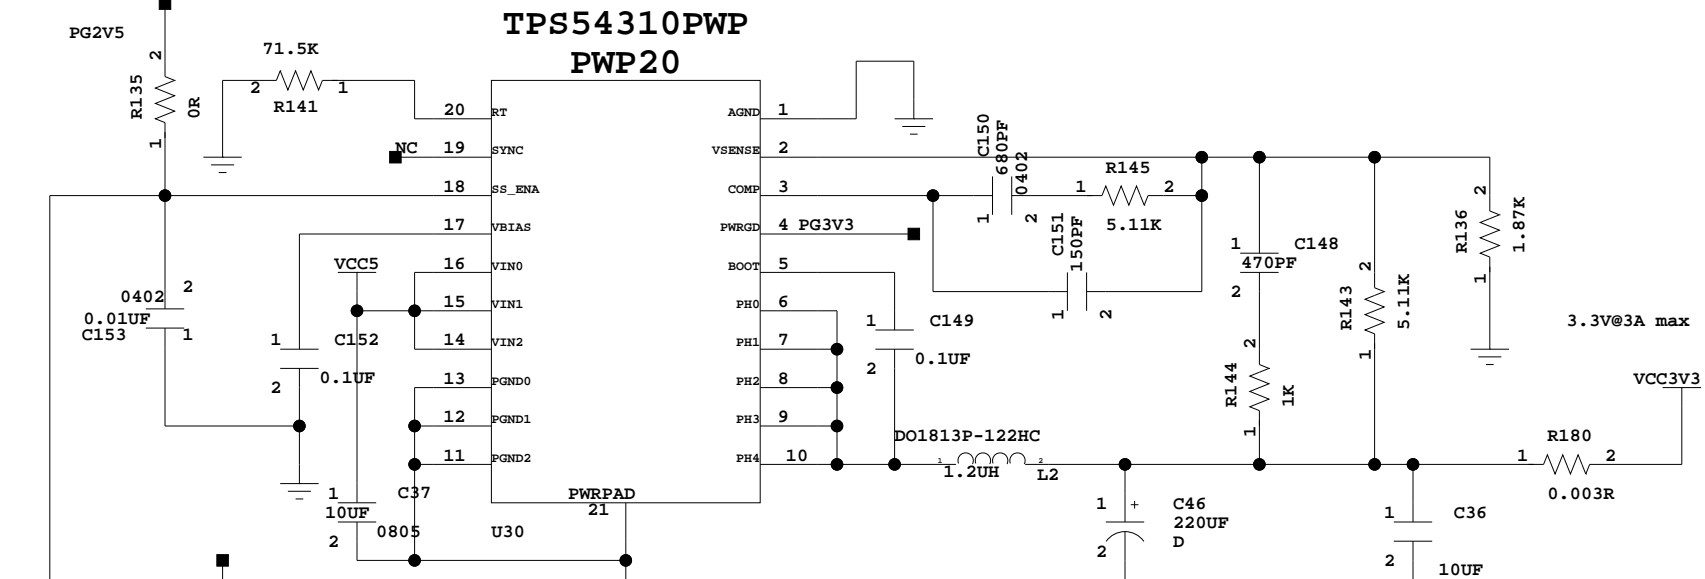 TPS54310PWP
PWP20
PG2V5
2
R135
0R
1
71.5K
2
1
R141
20
RT
NC
19
SYNC
18
SS_ENA
17
VBIAS
VCC5
16
VIN0
15
VIN1
14
VIN2
13
PGND0
12
PGND1
11
PGND2
2
0402
0.01UF
C153
1
1
C152
0.1UF
2
1
C37
10UF
0805
2
PWRPAD
21
U30
AGND
1
VSENSE
2
COMP
3
PWRGD
4
PG3V3
BOOT
5
PH0
6
PH1
7
PH2
8
PH3
9
PH4
10
C150
680PF
0402
1
2
R145
1
2
5.11K
C151
150PF
1
2
1
C149
0.1UF
2
DO1813P-122HC
1
2
1.2UH
L2
1
C148
470PF
2
2
R144
1K
1
2
R143
5.11K
1
2
R136
1.87K
1
3.3V@3A max
VCC3V3
R180
1
2
0.003R
1
+
C46
220UF
D
2
1
C36
2
10UF